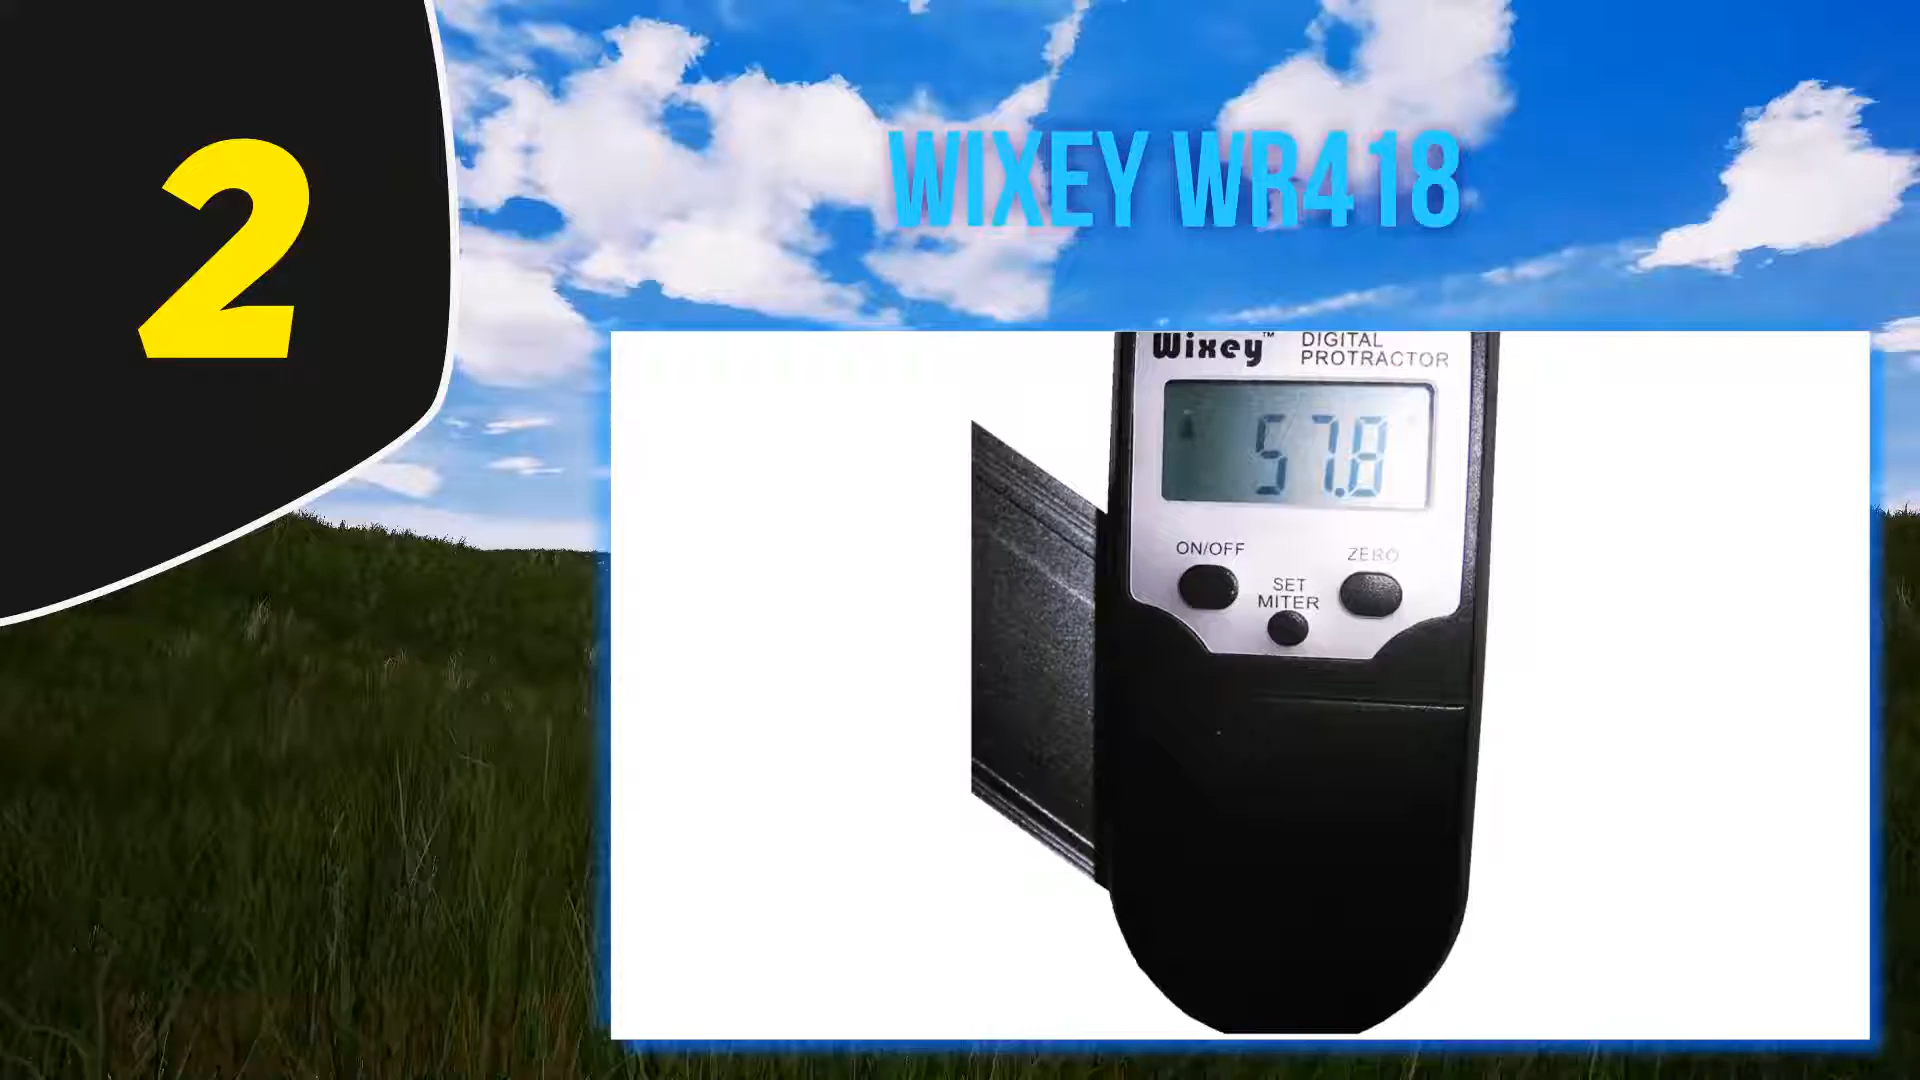 2
WIXEY WR418
Wixey™ DIGITAL
PROTRACTOR
57.8
ON/OFF
ZERO
SET
MITER